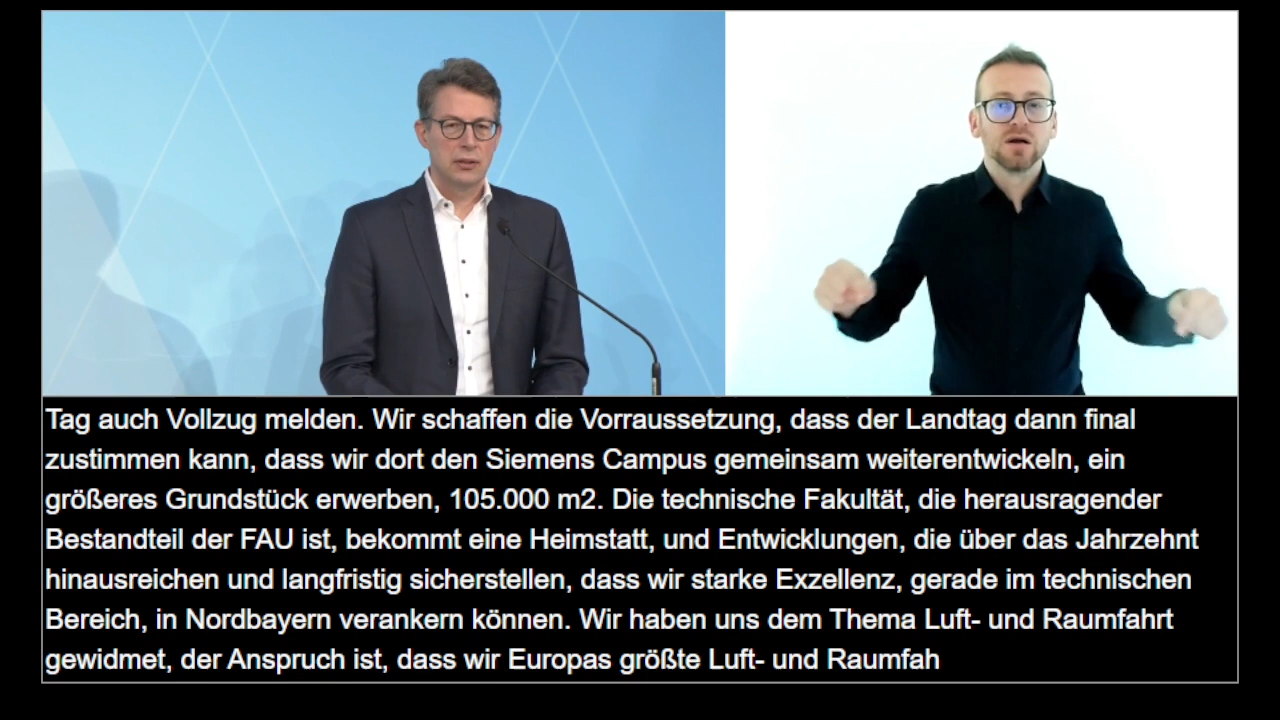 Tag auch Vollzug melden. Wir schaffen die Vorraussetzung, dass der Landtag dann final
zustimmen kann, dass wir dort den Siemens Campus gemeinsam weiterentwickeln, ein
größeres Grundstück erwerben, 105.000 m2. Die technische Fakultät, die herausragender
Bestandteil der FAU ist, bekommt eine Heimstatt, und Entwicklungen, die über das Jahrzehnt
hinausreichen und langfristig sicherstellen, dass wir starke Exzellenz, gerade im technischen
Bereich, in Nordbayern verankern können. Wir haben uns dem Thema Luft- und Raumfahrt
gewidmet, der Anspruch ist, dass wir Europas größte Luft- und Raumfah